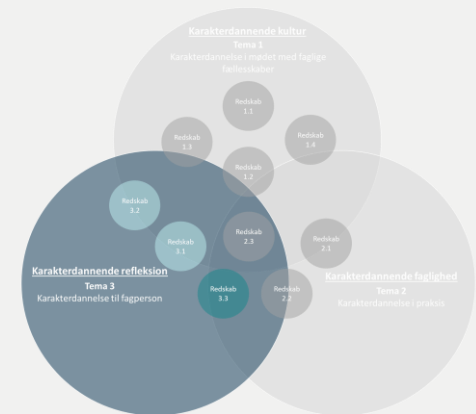 Karakterdannende kultur
Tema 1
Karakterdannelse i mødet med faglige
fællesskaber
Redskab
1.1
Redskab
1.3
Redskab
1.4
Redskab
1.2
Redskab
3.2
Redskab
2.3
Redskab
3.1
Redskab
2.1
Karakterdannende refleksion
Tema 3
Karakterdannelse til fagperson
Karakterdannende faglighed
Tema 2
Karakterdannelse i praksis
Redskab
3.3
Redskab
2.2